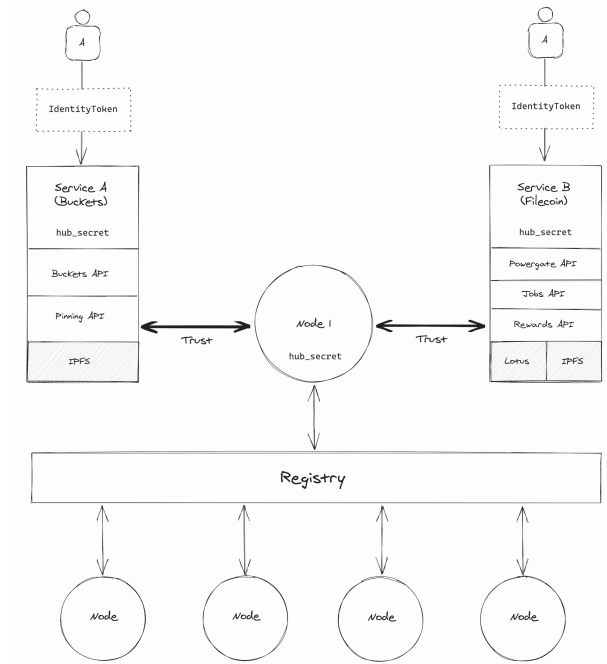 A
A
IdentityToken
IdentityToken
Service A
(Buckets)
hub_secret
Buckets API
Pinning API
IPFS
Trust
Node 1
hub_secret
Trust
Service B
(Filecoin)
hub_secret
Powergate API
Jobs API
Rewards API
Lotus
IPFS
Registry
Node
Node
Node
Node